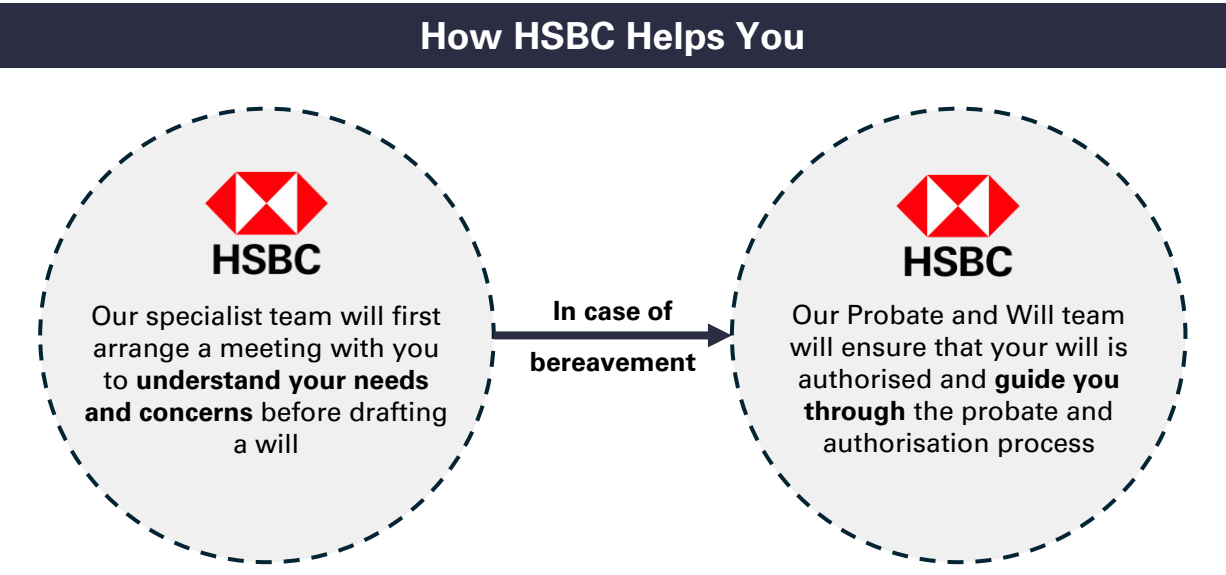 How HSBC Helps You
HSBC
Our specialist team will first
arrange a meeting with you
to understand your needs
and concerns before drafting
a will
In case of
bereavement
HSBC
Our Probate and Will team
will ensure that your will is
authorised and guide you
through the probate and
authorisation process